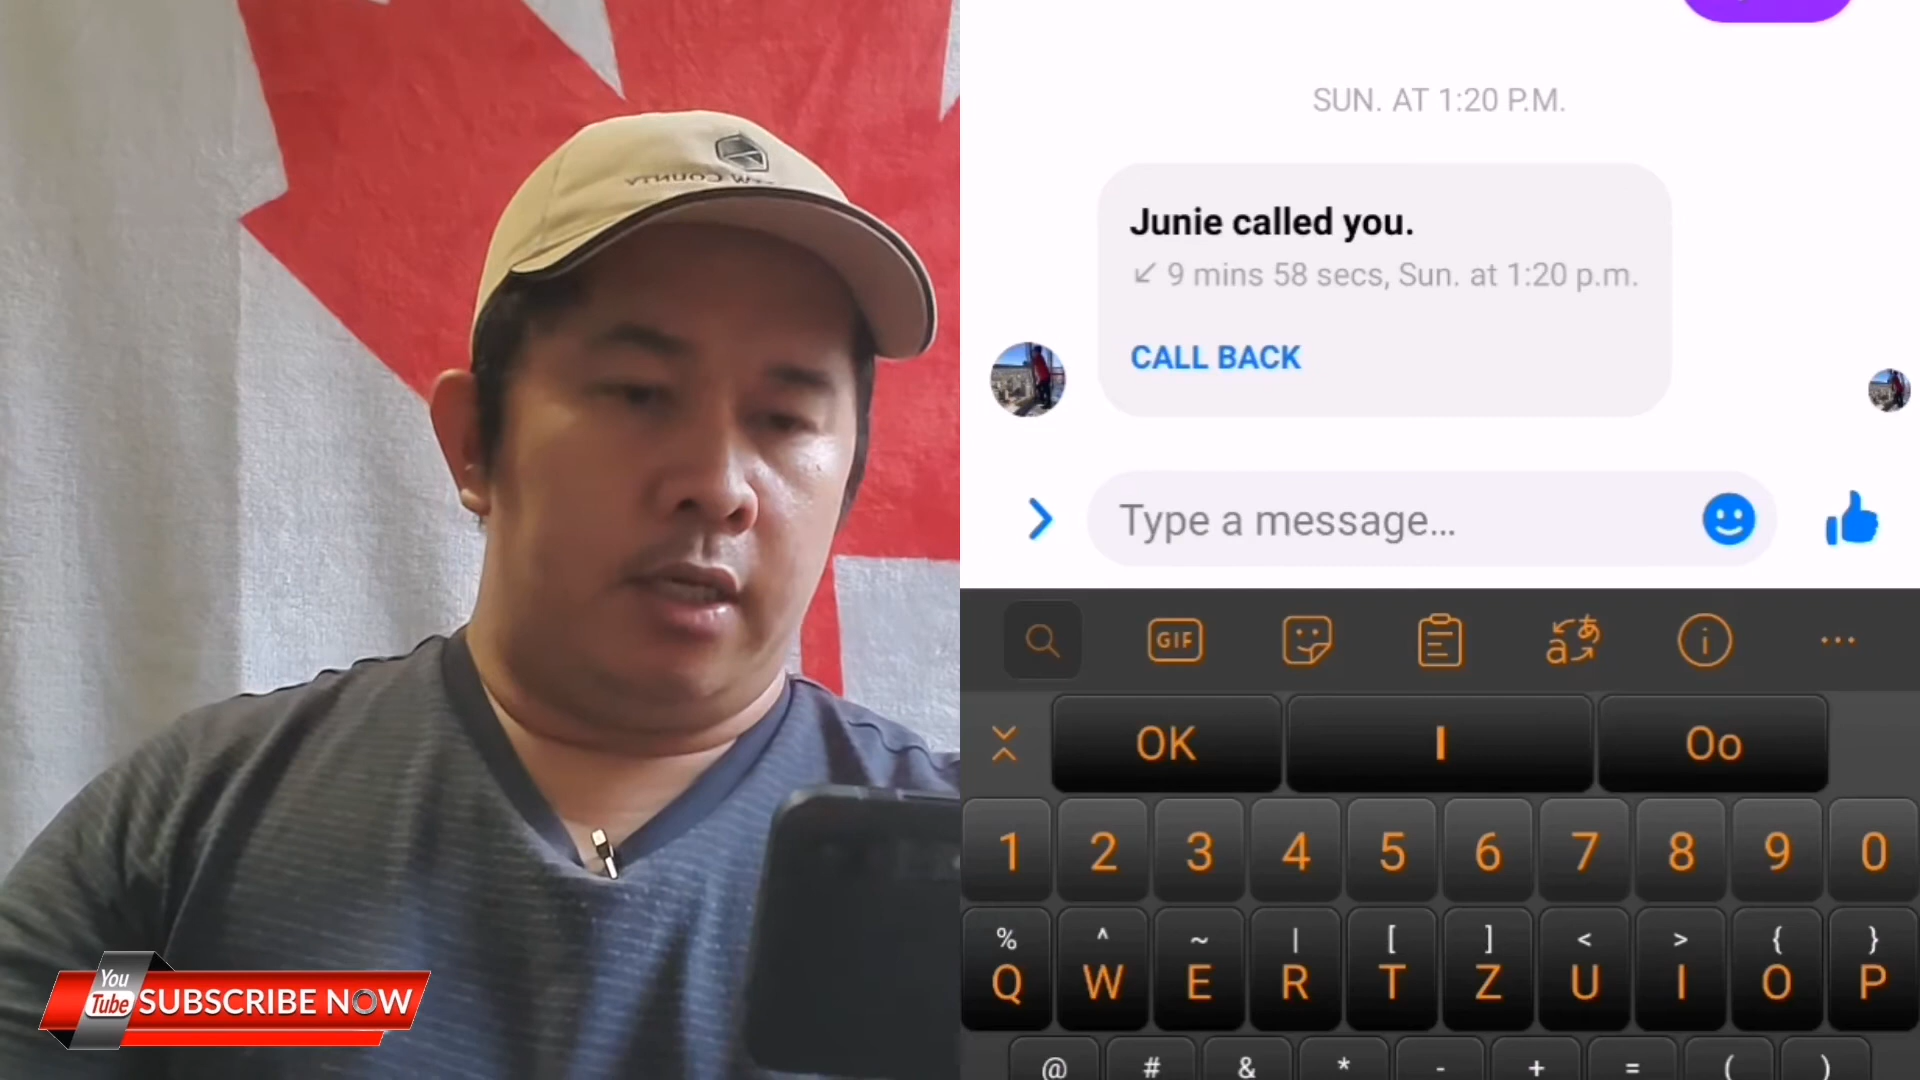 SUN. AT 1:20 P.M.
Junie called you.
↙ 9 mins 58 secs, Sun. at 1:20 p.m.
CALL BACK
Type a message...
GIF
OK I Oo
1 2 3 4 5 6 7 8 9 0
% ^ ~ | [ ] < > { }
Q W E R T Z U I O P
@ # & * - + = ( )
You
Tube SUBSCRIBE NOW
COUNTY